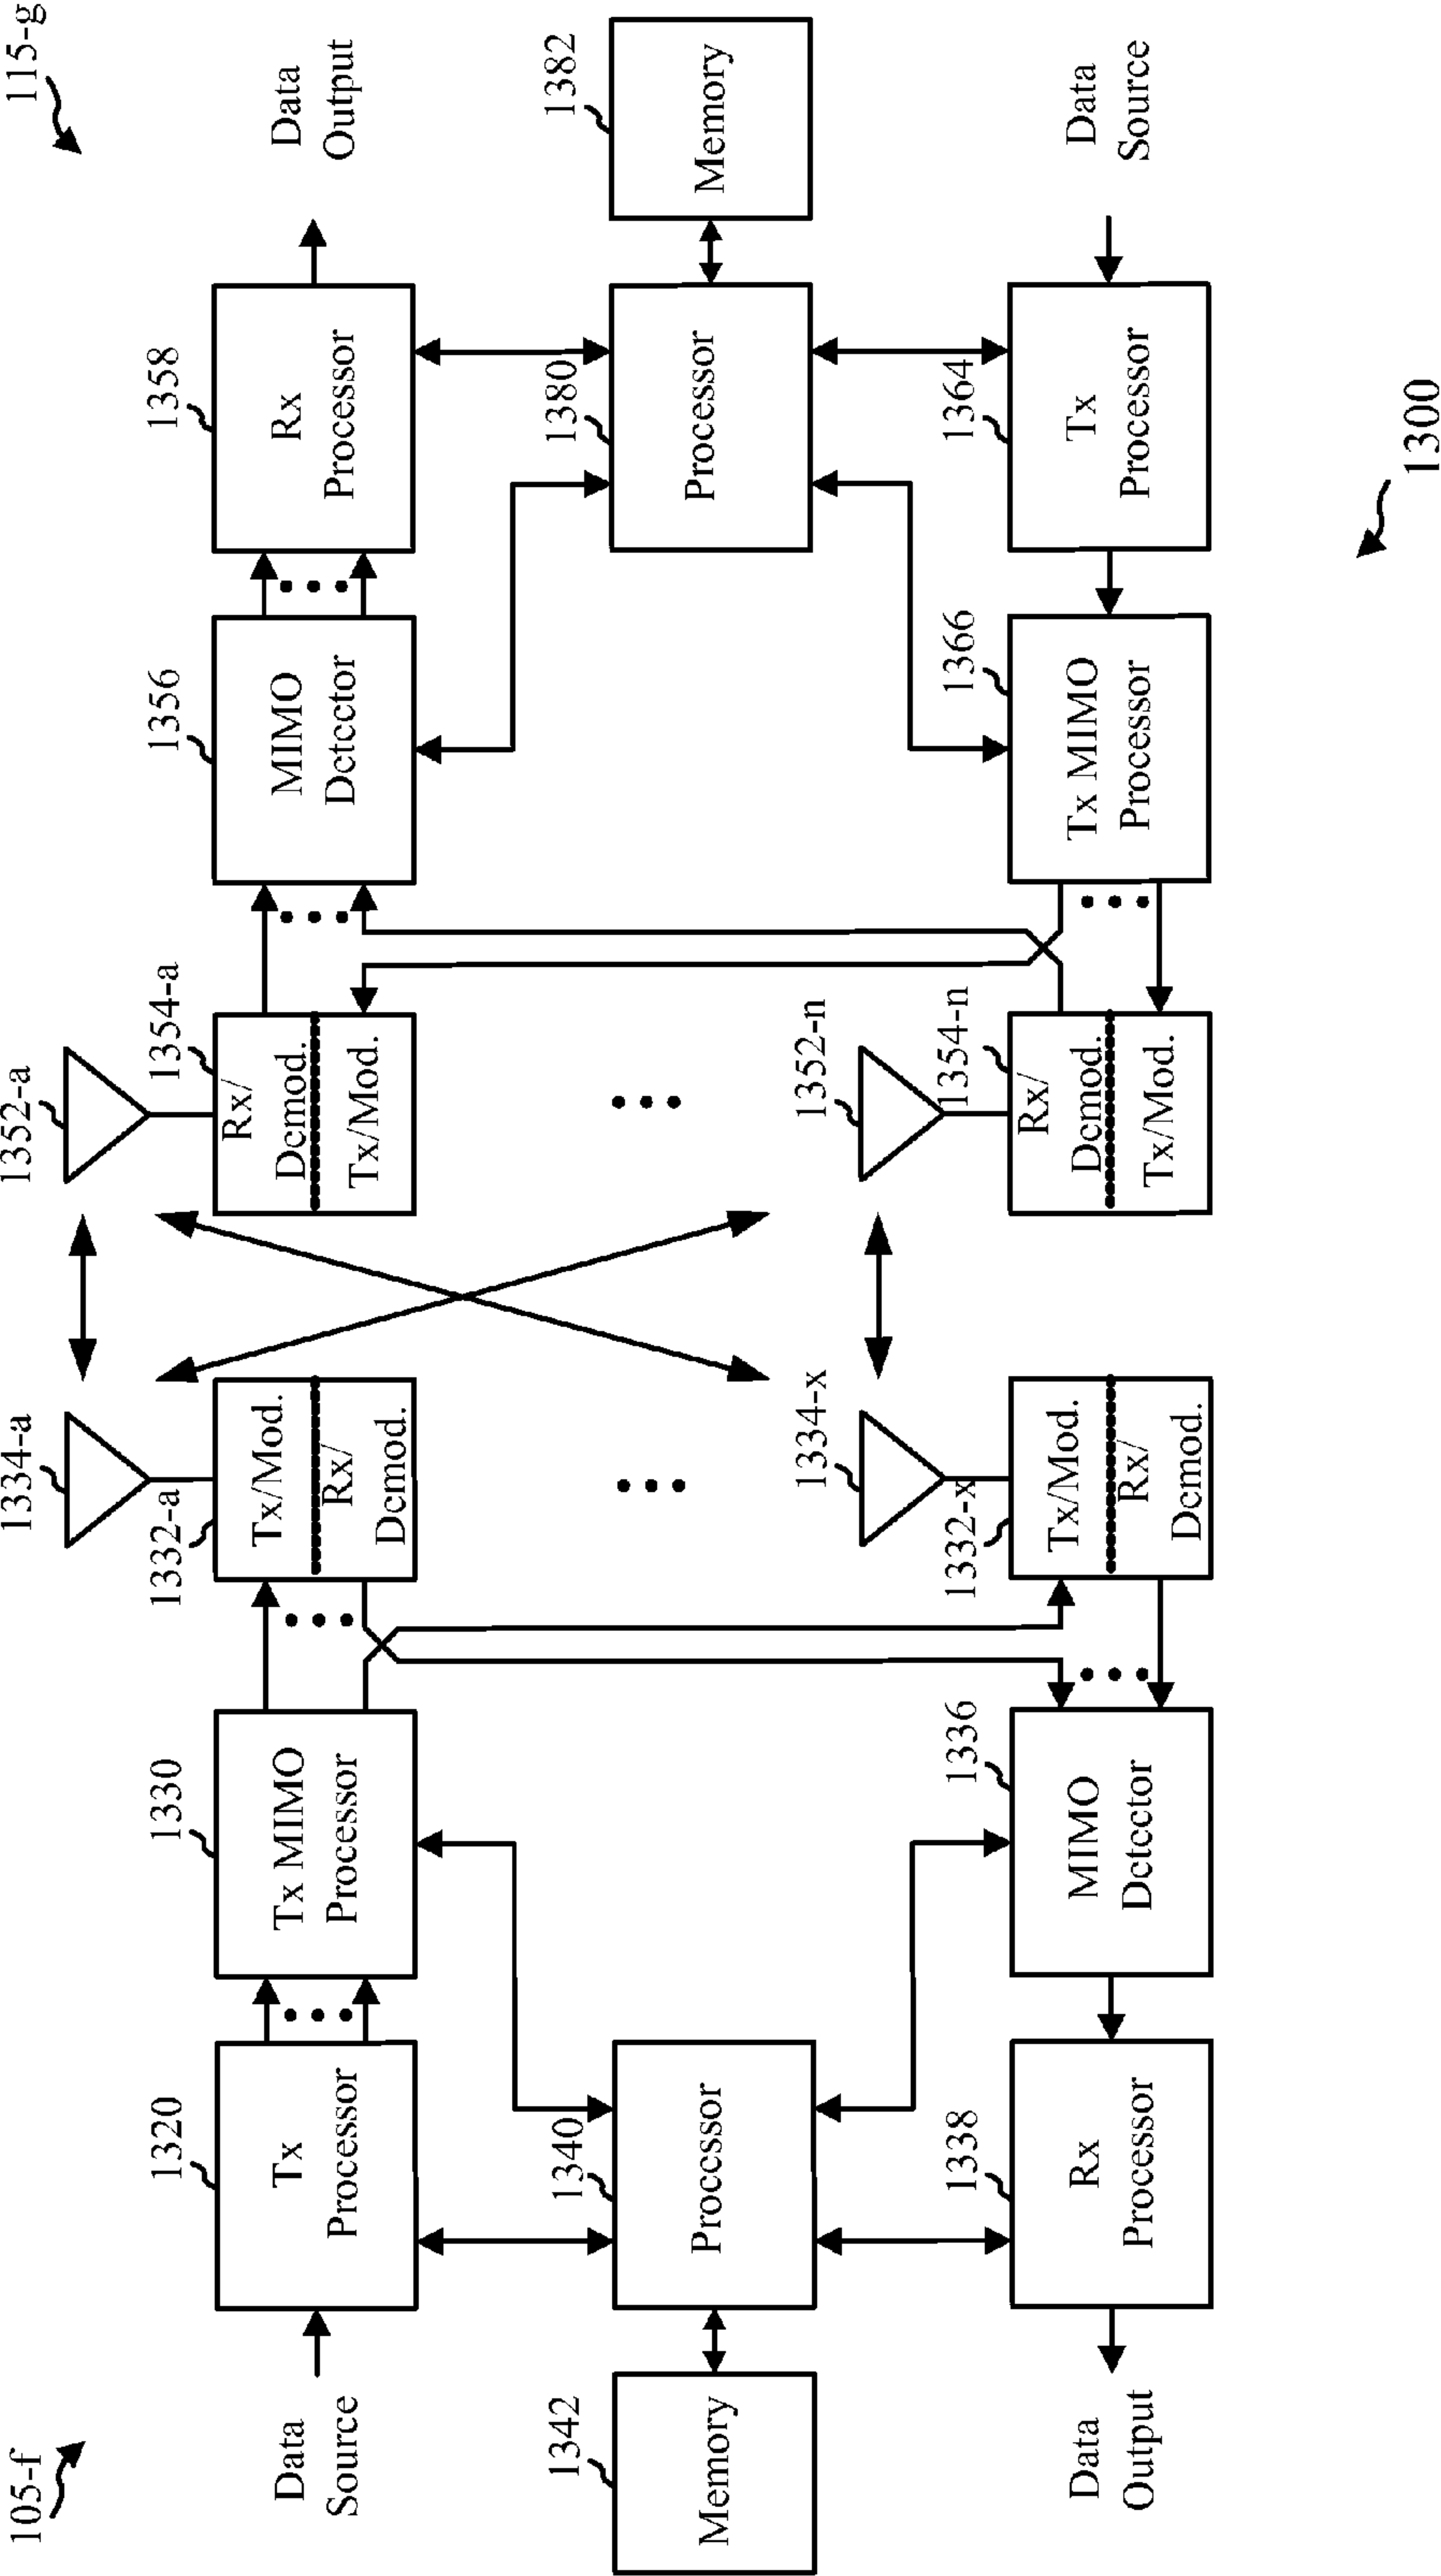 105-f
115-g
Data
Source
1320
Tx
Processor
1330
Tx MIMO
Processor
1332-a
Tx/Mod.
Rx/
Demod.
1334-a
1352-a
1354-a
Rx/
Demod.
Tx/Mod.
1356
MIMO
Detector
1358
Rx
Processor
Data
Output
1342
Memory
1340
Processor
1380
Processor
1382
Memory
Data
Output
1338
Rx
Processor
1336
MIMO
Detector
1332-x
Tx/Mod.
Rx/
Demod.
1334-x
1352-n
1354-n
Rx/
Demod.
Tx/Mod.
1366
Tx MIMO
Processor
1364
Tx
Processor
Data
Source
1300